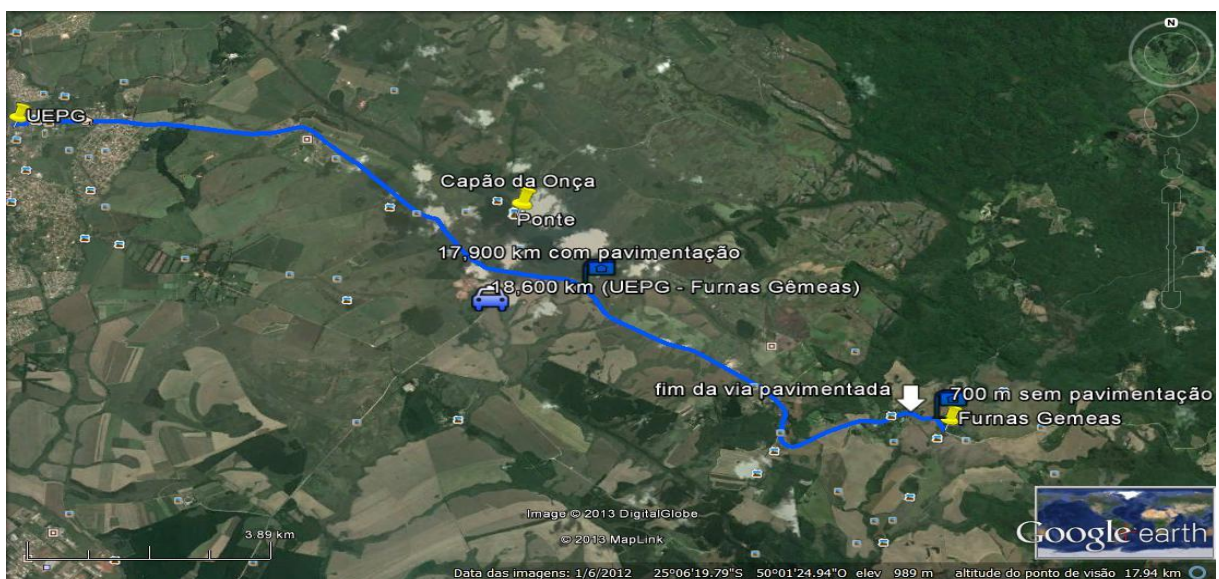 N
UEPG
Capão da Onça
Ponte
17,900 km com pavimentação
18,600 km (UEPG - Furnas Gêmeas)
fim da via pavimentada
700 m sem pavimentação
Furnas Gemeas
Image © 2013 DigitalGlobe
© 2013 MapLink
Google earth
3.89 km
Data das imagens: 1/6/2012 25°06'19.79"S 50°01'24.94"O elev 989 m altitude do ponto de visão 17.94 km